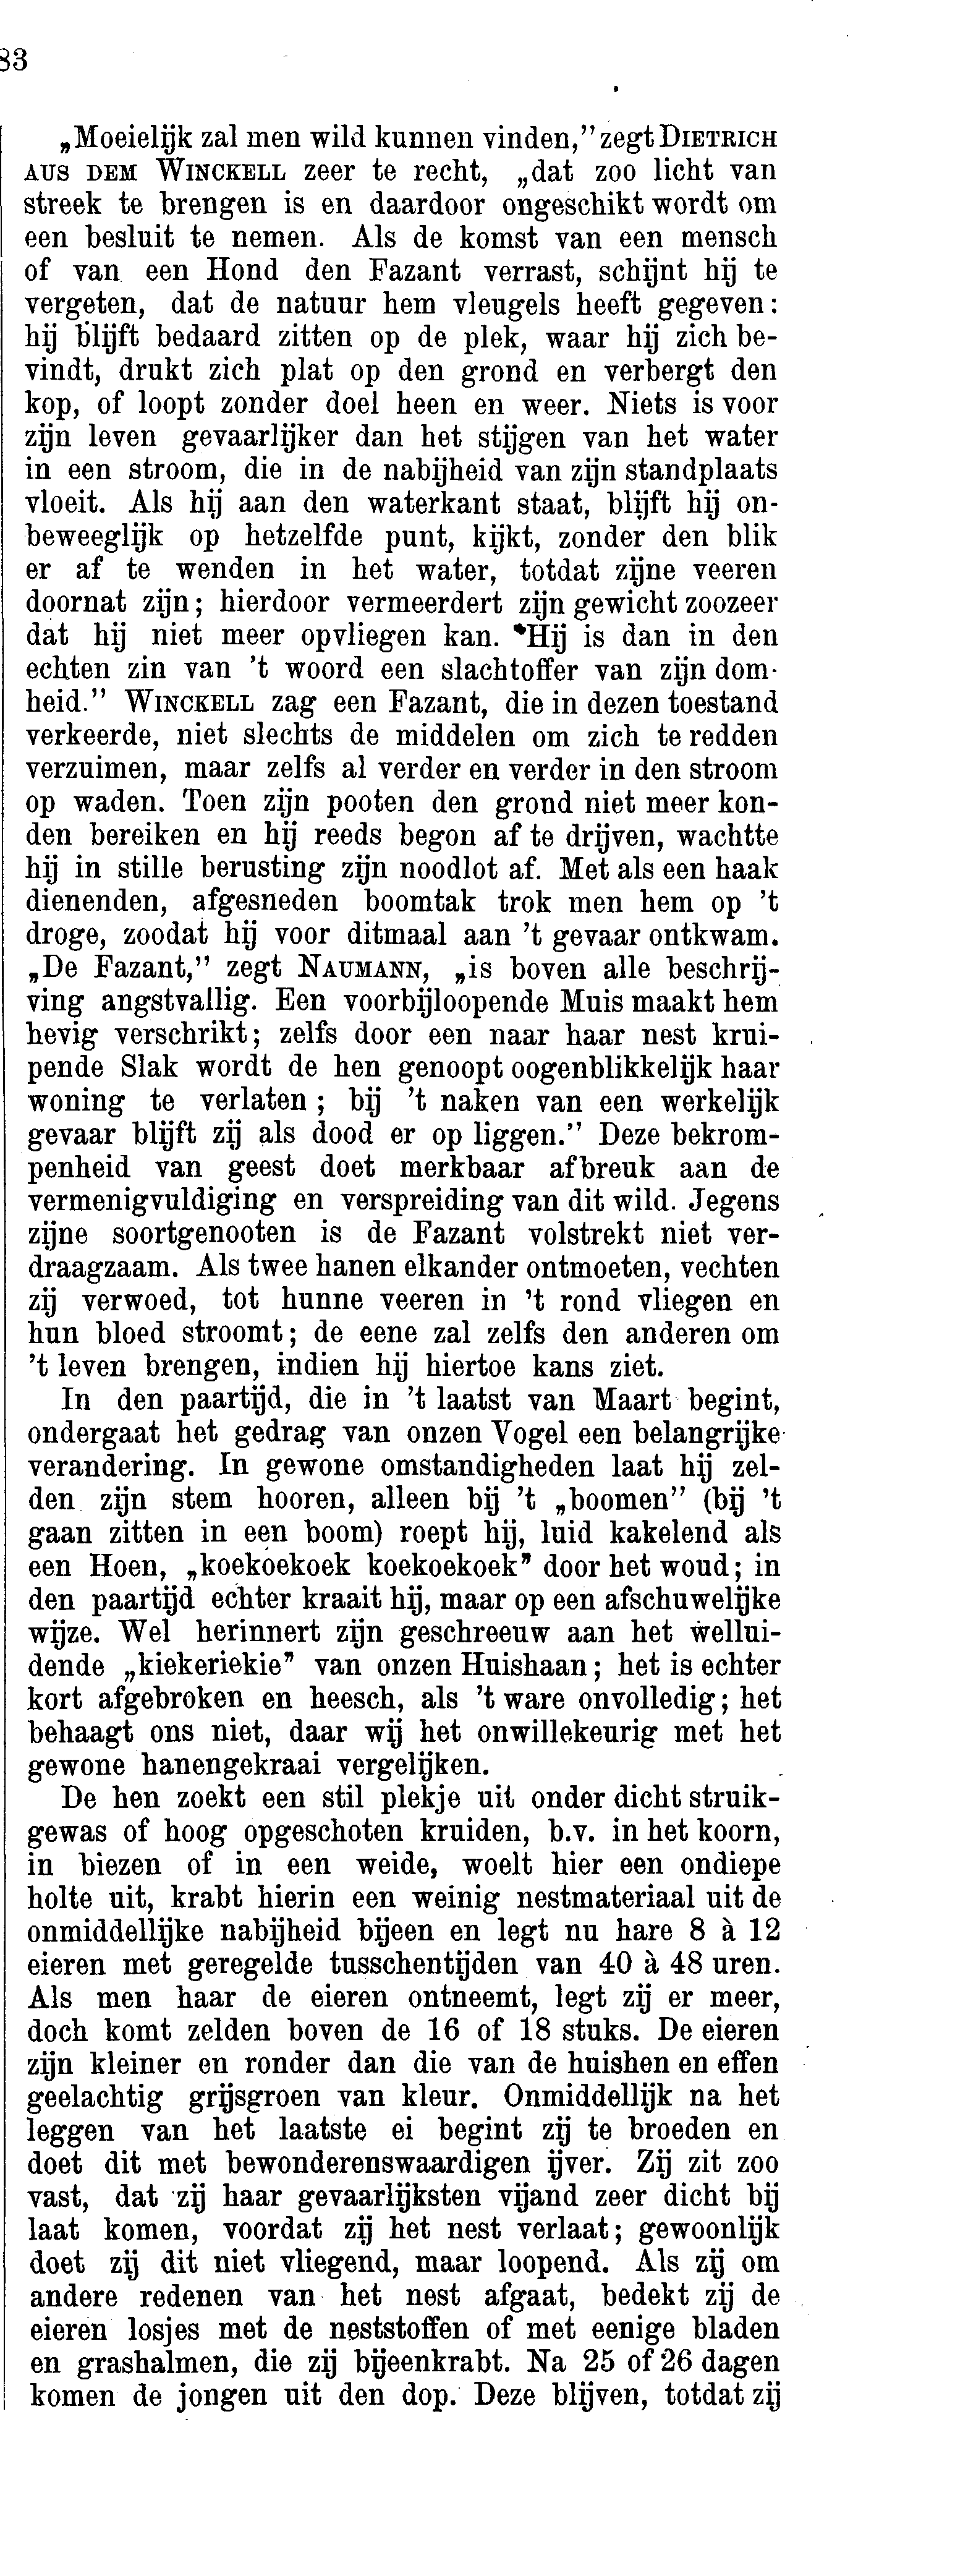 83
„Moeielijk zal men wild kunnen vinden,” zegt DIETRICH
AUS DEM WINCKELL zeer te recht, „dat zoo licht van
streek te brengen is en daardoor ongeschikt wordt om
een besluit te nemen. Als de komst van een mensch
of van een Hond den Fazant verrast, schijnt hij te
vergeten, dat de natuur hem vleugels heeft gegeven:
hij blijft bedaard zitten op de plek, waar hij zich be-
vindt, drukt zich plat op den grond en verbergt den
kop, of loopt zonder doel heen en weer. Niets is voor
zijn leven gevaarlijker dan het stijgen van het water
in een stroom, die in de nabijheid van zijn standplaats
vloeit. Als hij aan den waterkant staat, blijft hij on-
beweeglijk op hetzelfde punt, kijkt, zonder den blik
er af te wenden in het water, totdat zijne veeren
doornat zijn; hierdoor vermeerdert zijn gewicht zoozeer
dat hij niet meer opvliegen kan. Hij is dan in den
echten zin van ’t woord een slachtoffer van zijn dom-
heid.” WINCKELL zag een Fazant, die in dezen toestand
verkeerde, niet slechts de middelen om zich te redden
verzuimen, maar zelfs al verder en verder in den stroom
op waden. Toen zijn pooten den grond niet meer kon-
den bereiken en hij reeds begon af te drijven, wachtte
hij in stille berusting zijn noodlot af. Met als een haak
dienenden, afgesneden boomtak trok men hem op ’t
droge, zoodat hij voor ditmaal aan ’t gevaar ontkwam.
„De Fazant,” zegt NAUMANN, „is boven alle beschrij-
ving angstvallig. Een voorbijloopende Muis maakt hem
hevig verschrikt; zelfs door een naar haar nest krui-
pende Slak wordt de hen genoopt oogenblikkelijk haar
woning te verlaten; bij ’t naken van een werkelijk
gevaar blijft zij als dood er op liggen.” Deze bekrom-
penheid van geest doet merkbaar afbreuk aan de
vermenigvuldiging en verspreiding van dit wild. Jegens
zijne soortgenooten is de Fazant volstrekt niet ver-
draagzaam. Als twee hanen elkander ontmoeten, vechten
zij verwoed, tot hunne veeren in ’t rond vliegen en
hun bloed stroomt; de eene zal zelfs den anderen om
’t leven brengen, indien hij hiertoe kans ziet.
In den paartijd, die in ’t laatst van Maart begint,
ondergaat het gedrag van onzen Vogel een belangrijke
verandering. In gewone omstandigheden laat hij zel-
den zijn stem hooren, alleen bij ’t „boomen” (bij ’t
gaan zitten in een boom) roept hij, luid kakelend als
een Hoen, „koekoekoek koekoekoek” door het woud; in
den paartijd echter kraait hij, maar op een afschuwelijke
wijze. Wel herinnert zijn geschreeuw aan het wellui-
dende „kiekeriekie” van onzen Huishaan; het is echter
kort afgebroken en heesch, als ’t ware onvolledig; het
behaagt ons niet, daar wij het onwillekeurig met het
gewone hanengekraai vergelijken.
De hen zoekt een stil plekje uit onder dicht struik-
gewas of hoog opgeschoten kruiden, b.v. in het koorn,
in biezen of in een weide, woelt hier een ondiepe
holte uit, krabt hierin een weinig nestmateriaal uit de
onmiddellijke nabijheid bijeen en legt nu hare 8 à 12
eieren met geregelde tusschentijden van 40 à 48 uren.
Als men haar de eieren ontneemt, legt zij er meer,
doch komt zelden boven de 16 of 18 stuks. De eieren
zijn kleiner en ronder dan die van de huishen en effen
geelachtig grijsgroen van kleur. Onmiddellijk na het
leggen van het laatste ei begint zij te broeden en
doet dit met bewonderenswaardigen ijver. Zij zit zoo
vast, dat zij haar gevaarlijksten vijand zeer dicht bij
laat komen, voordat zij het nest verlaat; gewoonlijk
doet zij dit niet vliegend, maar loopend. Als zij om
andere redenen van het nest afgaat, bedekt zij de
eieren losjes met de neststoffen of met eenige bladen
en grashalmen, die zij bijeenkrabt. Na 25 of 26 dagen
komen de jongen uit den dop. Deze blijven, totdat zij